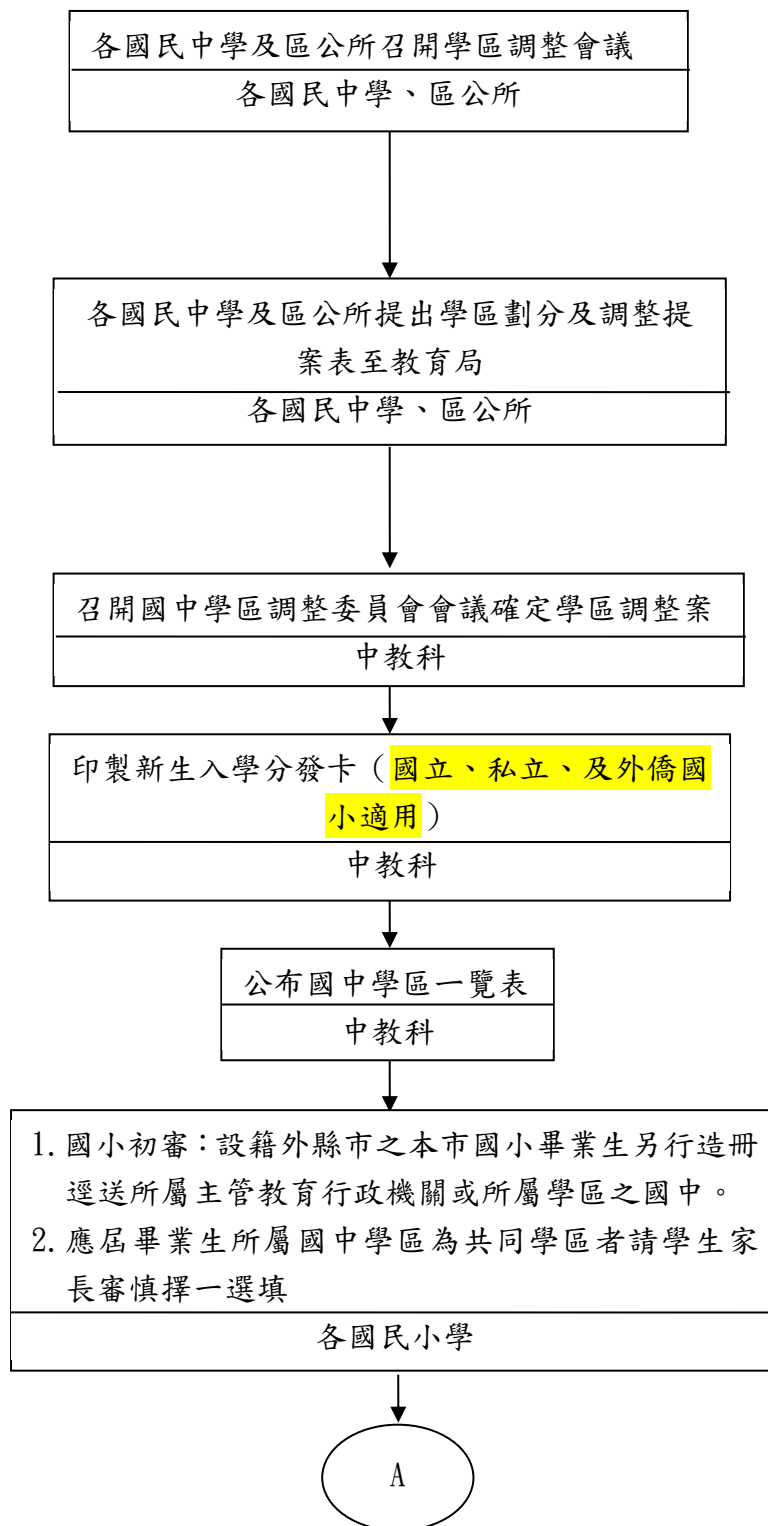 各國民中學及區公所召開學區調整會議
各國民中學、區公所
各國民中學及區公所提出學區劃分及調整提
案表至教育局
各國民中學、區公所
召開國中學區調整委員會會議確定學區調整案
中教科
印製新生入學分發卡（國立、私立、及外僑國
小適用）
中教科
公布國中學區一覽表
中教科
1. 國小初審：設籍外縣市之本市國小畢業生另行造冊
逕送所屬主管教育行政機關或所屬學區之國中。
2. 應屆畢業生所屬國中學區為共同學區者請學生家
長審慎擇一選填
各國民小學
A